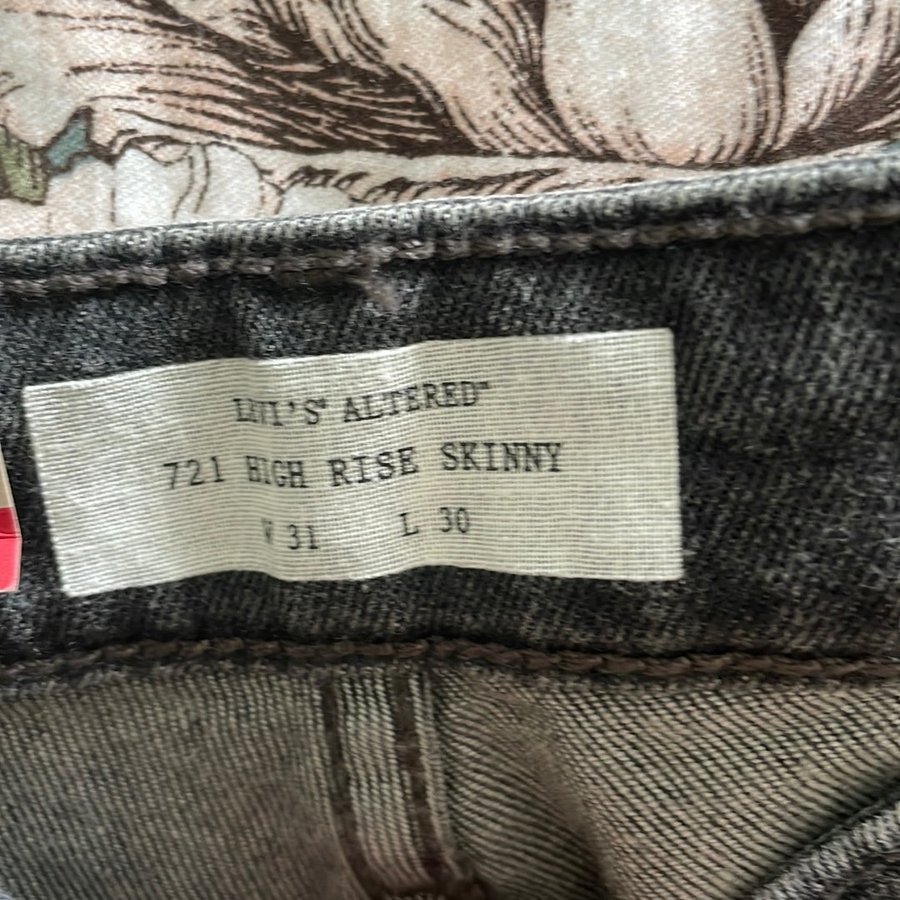 LEVI'S® ALTERED™
721 HIGH RISE SKINNY
W 31 L 30